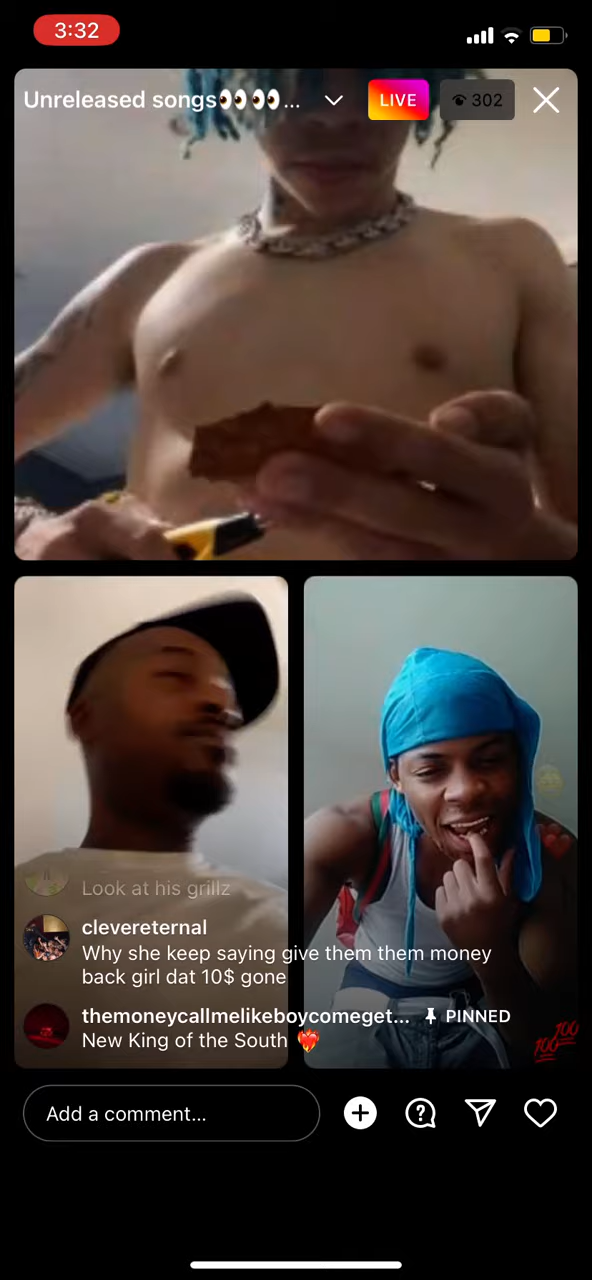 3:32
Unreleased songs👀👀...
LIVE
302
Look at his grillz
clevereternal
Why she keep saying give them them money
back girl dat 10$ gone
themoneycallmelikeboycomeget... PINNED
New King of the South ❤️‍🔥
💯 💯
Add a comment...